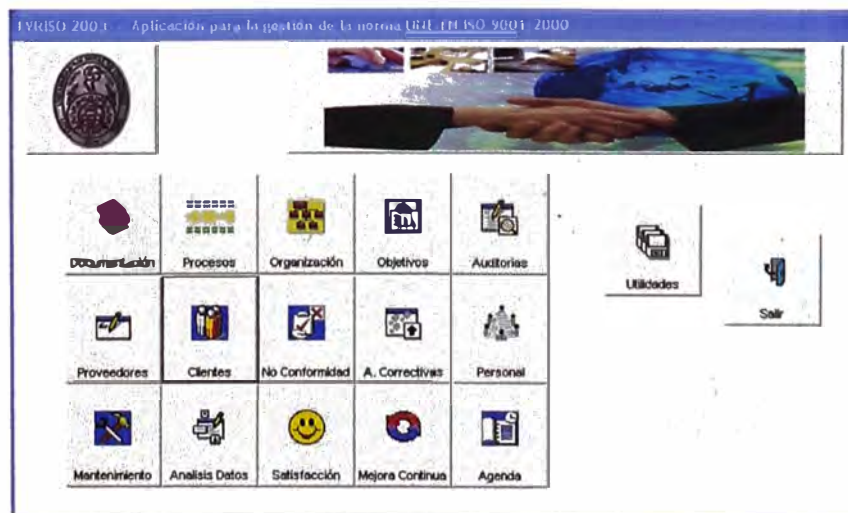 Aplicación para la gestión de la norma UNE-EN ISO 9001: 2000
Documentación Procesos Organización Objetivos Auditorias
Utilidades
Salir
Proveedores Clientes No Conformidad A. Correctivas Personal
Mantenimiento Analisis Datos Satisfacción Mejora Continua Agenda